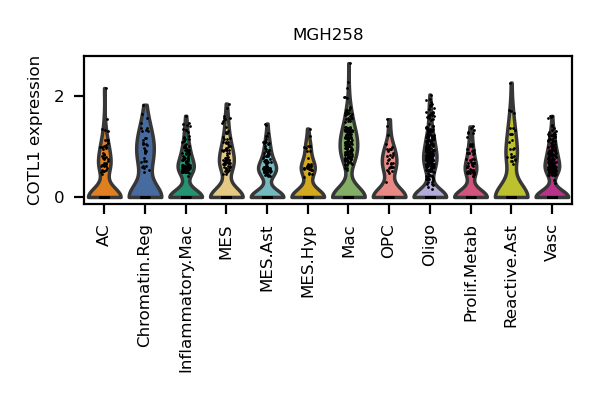 MGH258
COTL1 expression
2
0
AC
Chromatin.Reg
Inflammatory.Mac
MES
MES.Ast
MES.Hyp
Mac
OPC
Oligo
Prolif.Metab
Reactive.Ast
Vasc